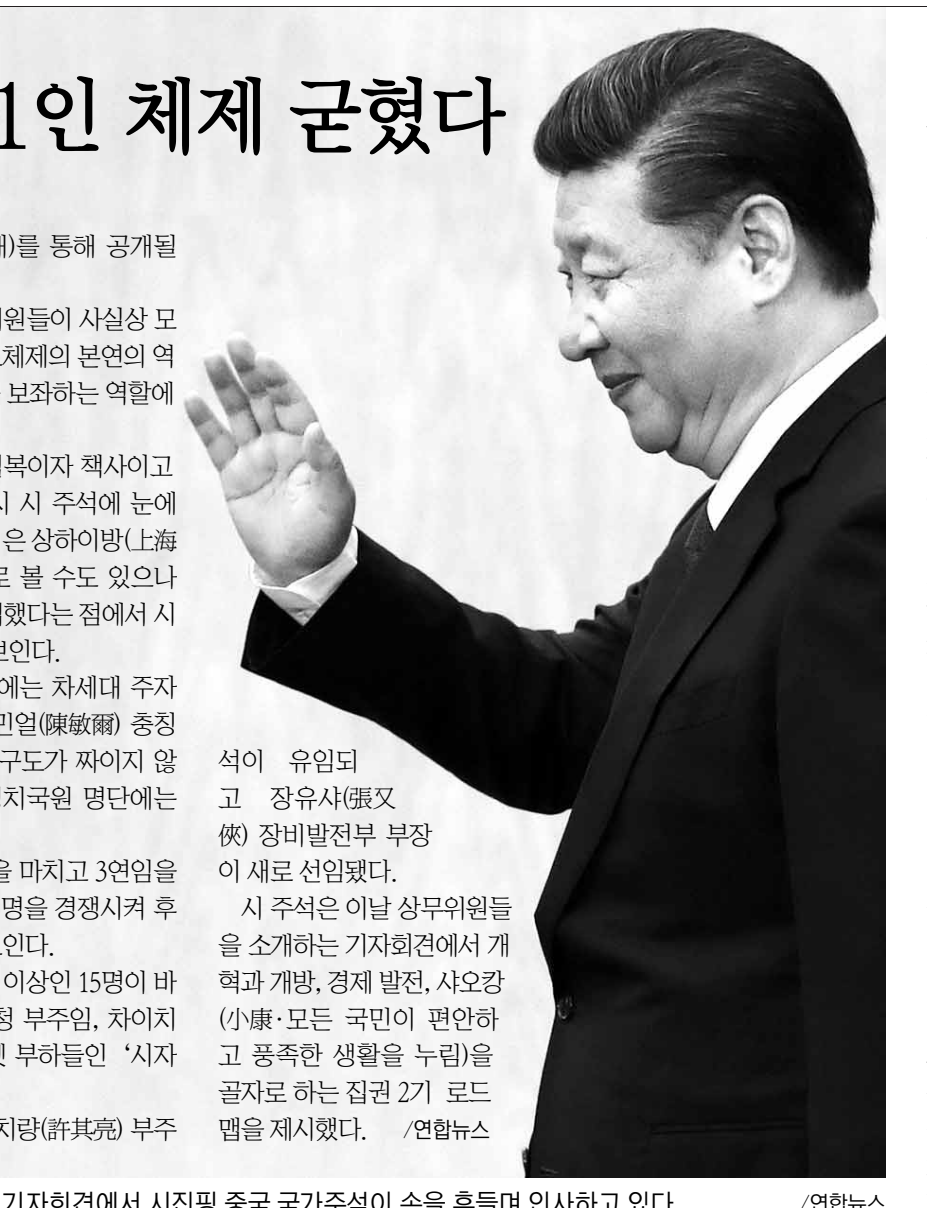 1인 체제 굳혔다
를 통해 공개될
원들이 사실상 모
체제의 본연의 역
보좌하는 역할에
복이자 책사이고
시 시 주석에 눈에
은 상하이방(上海
로 볼 수도 있으나
했다는 점에서 시
보인다.
에는 차세대 주자
민얼(陳敏爾) 충칭
구도가 짜이지 않
치국원 명단에는
을 마치고 3연임을
명을 경쟁시켜 후
인다.
이상인 15명이 바
청 부주임, 차이치
부하들인 ‘시자
치량(許其亮) 부주
석이 유임되
고 장유샤(張又
俠) 장비발전부 부장
이 새로 선임됐다.
시 주석은 이날 상무위원들
을 소개하는 기자회견에서 개
혁과 개방, 경제 발전, 샤오캉
(小康·모든 국민이 편안하
고 풍족한 생활을 누림)을
골자로 하는 집권 2기 로드
맵을 제시했다. /연합뉴스
기자회견에서 시진핑 중국 국가주석이 손을 흔들며 인사하고 있다. /연합뉴스